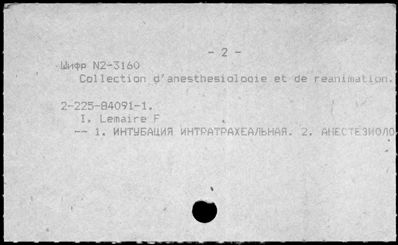 - 2 -
Шифр N2-3160
Collection d'anesthesiologie et de reanimation.
2-225-84091-1.
I. Lemaire F
-- 1. ИНТУБАЦИЯ ИНТРАТРАХЕАЛЬНАЯ. 2. АНЕСТЕЗИОЛО